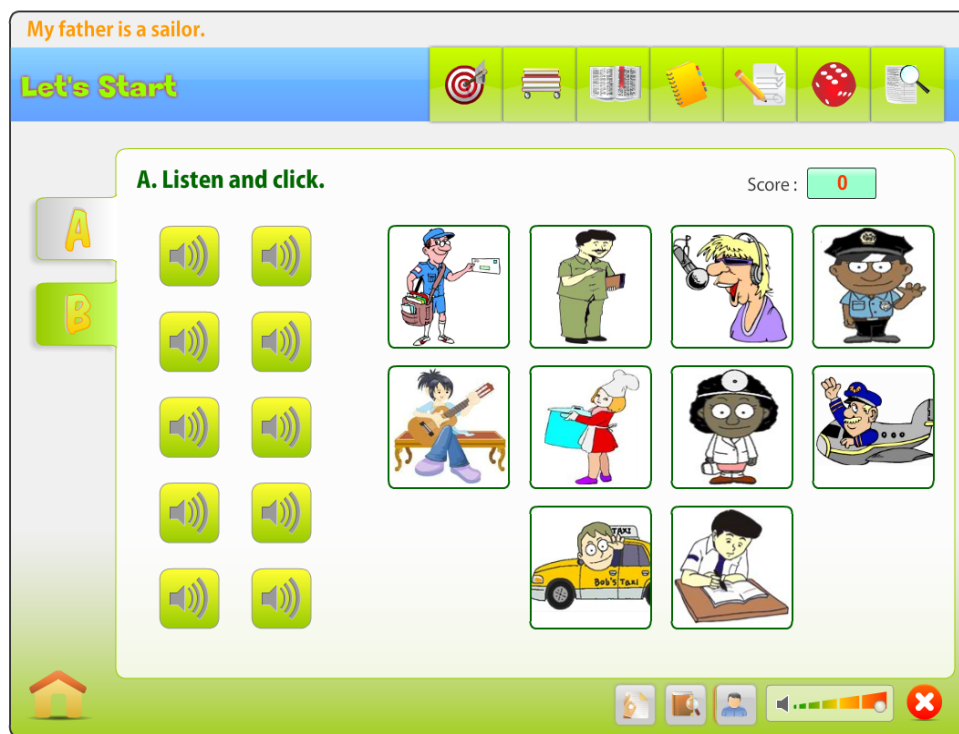 My father is a sailor.
Let's Start
A. Listen and click.
Score : 0
A
B
TAXI
Bob's Taxi